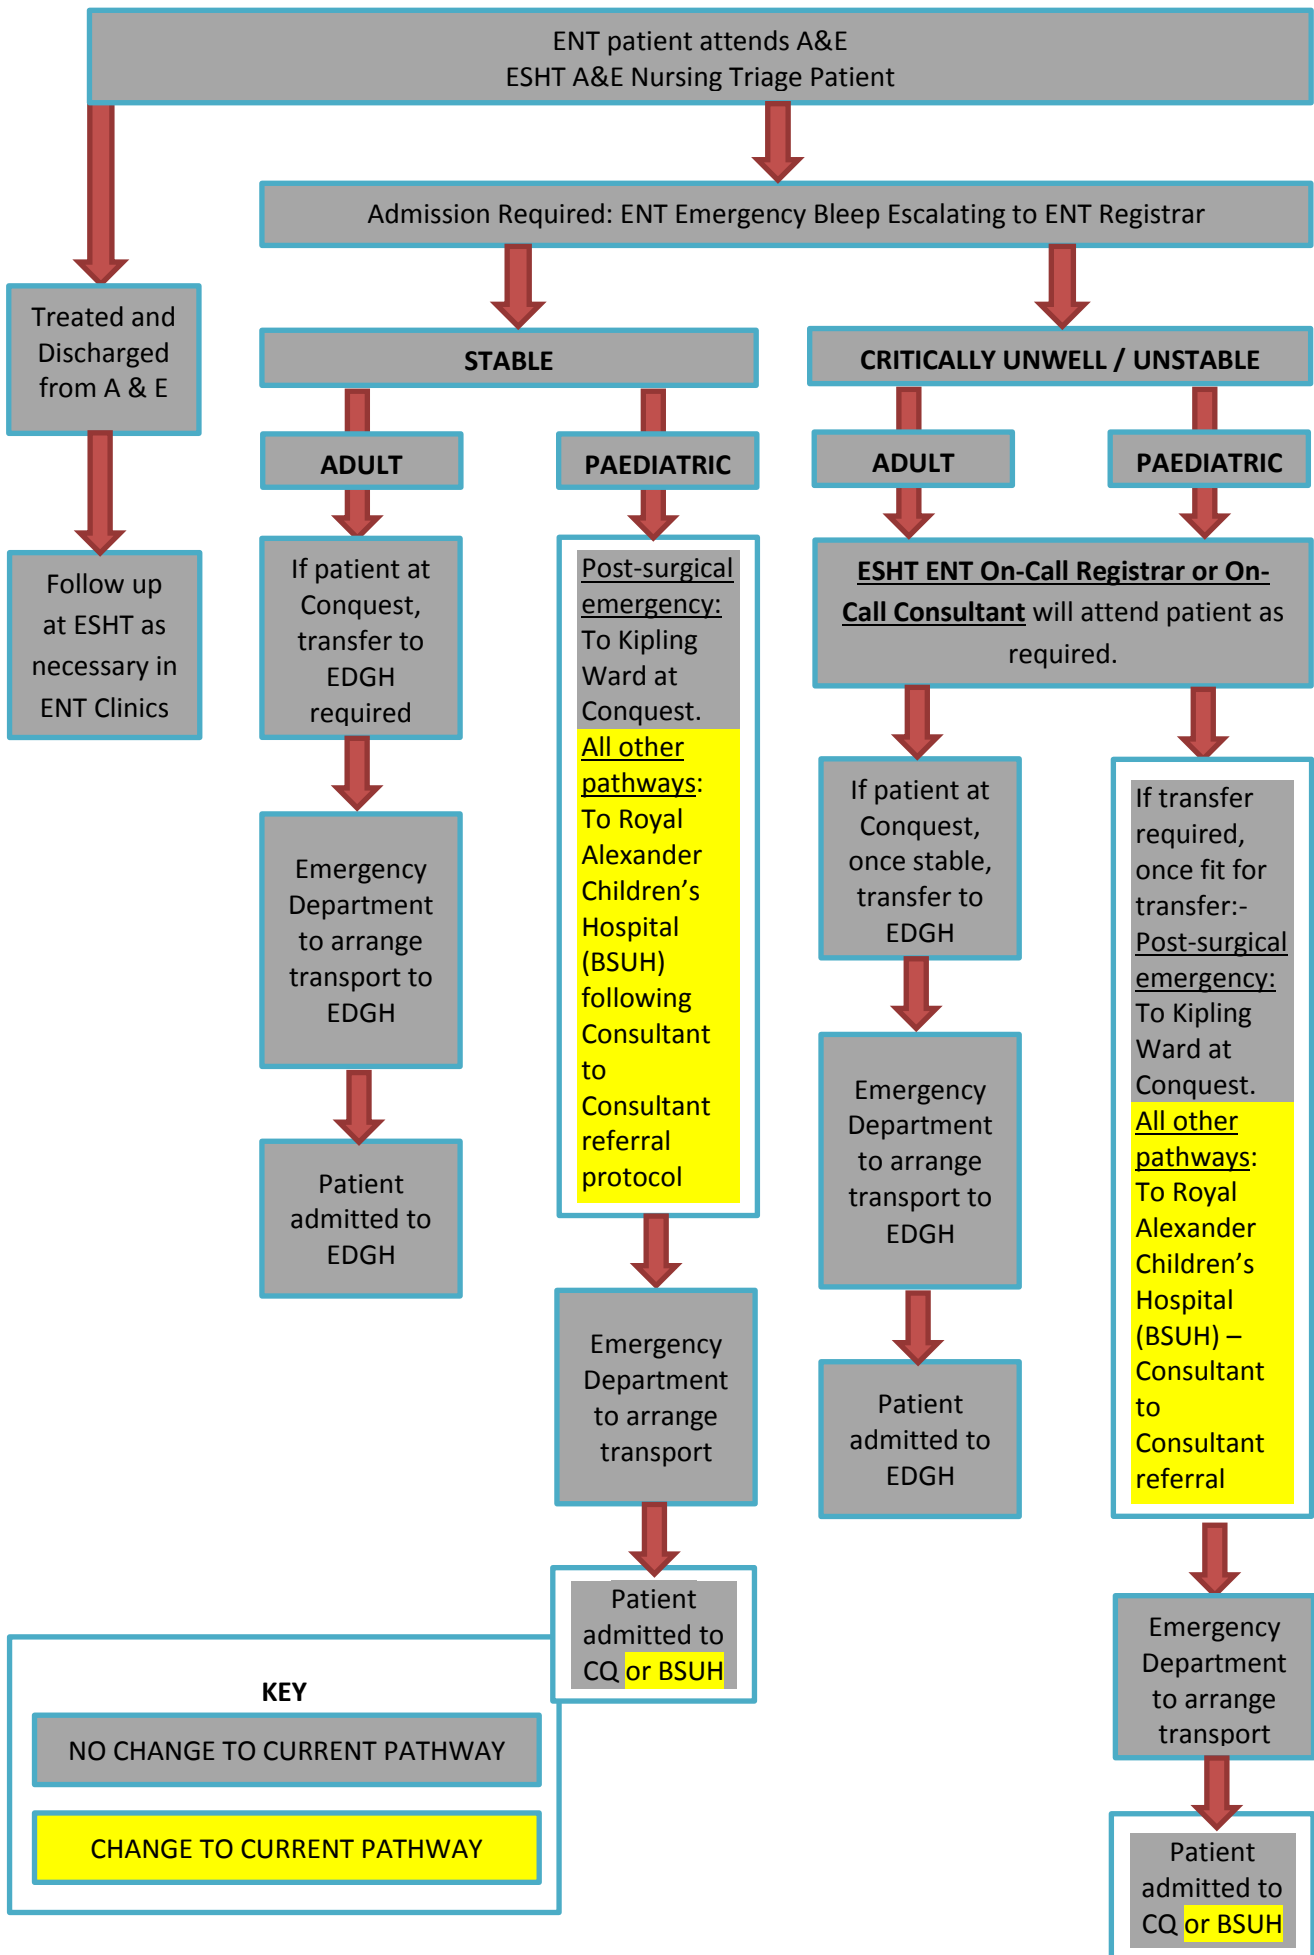 ENT patient attends A&E
ESHT A&E Nursing Triage Patient
Admission Required: ENT Emergency Bleep Escalating to ENT Registrar
Treated and
Discharged
from A & E
Follow up
at ESHT as
necessary in
ENT Clinics
STABLE
ADULT
If patient at
Conquest,
transfer to
EDGH
required
Emergency
Department
to arrange
transport to
EDGH
Patient
admitted to
EDGH
PAEDIATRIC
Post-surgical
emergency:
To Kipling
Ward at
Conquest.
All other
pathways:
To Royal
Alexander
Children’s
Hospital
(BSUH)
following
Consultant
to
Consultant
referral
protocol
Emergency
Department
to arrange
transport
Patient
admitted to
CQ or BSUH
CRITICALLY UNWELL / UNSTABLE
ADULT
PAEDIATRIC
ESHT ENT On-Call Registrar or On-
Call Consultant will attend patient as
required.
If patient at
Conquest,
once stable,
transfer to
EDGH
Emergency
Department
to arrange
transport to
EDGH
Patient
admitted to
EDGH
If transfer
required,
once fit for
transfer:-
Post-surgical
emergency:
To Kipling
Ward at
Conquest.
All other
pathways:
To Royal
Alexander
Children’s
Hospital
(BSUH) –
Consultant
to
Consultant
referral
Emergency
Department
to arrange
transport
Patient
admitted to
CQ or BSUH
KEY
NO CHANGE TO CURRENT PATHWAY
CHANGE TO CURRENT PATHWAY